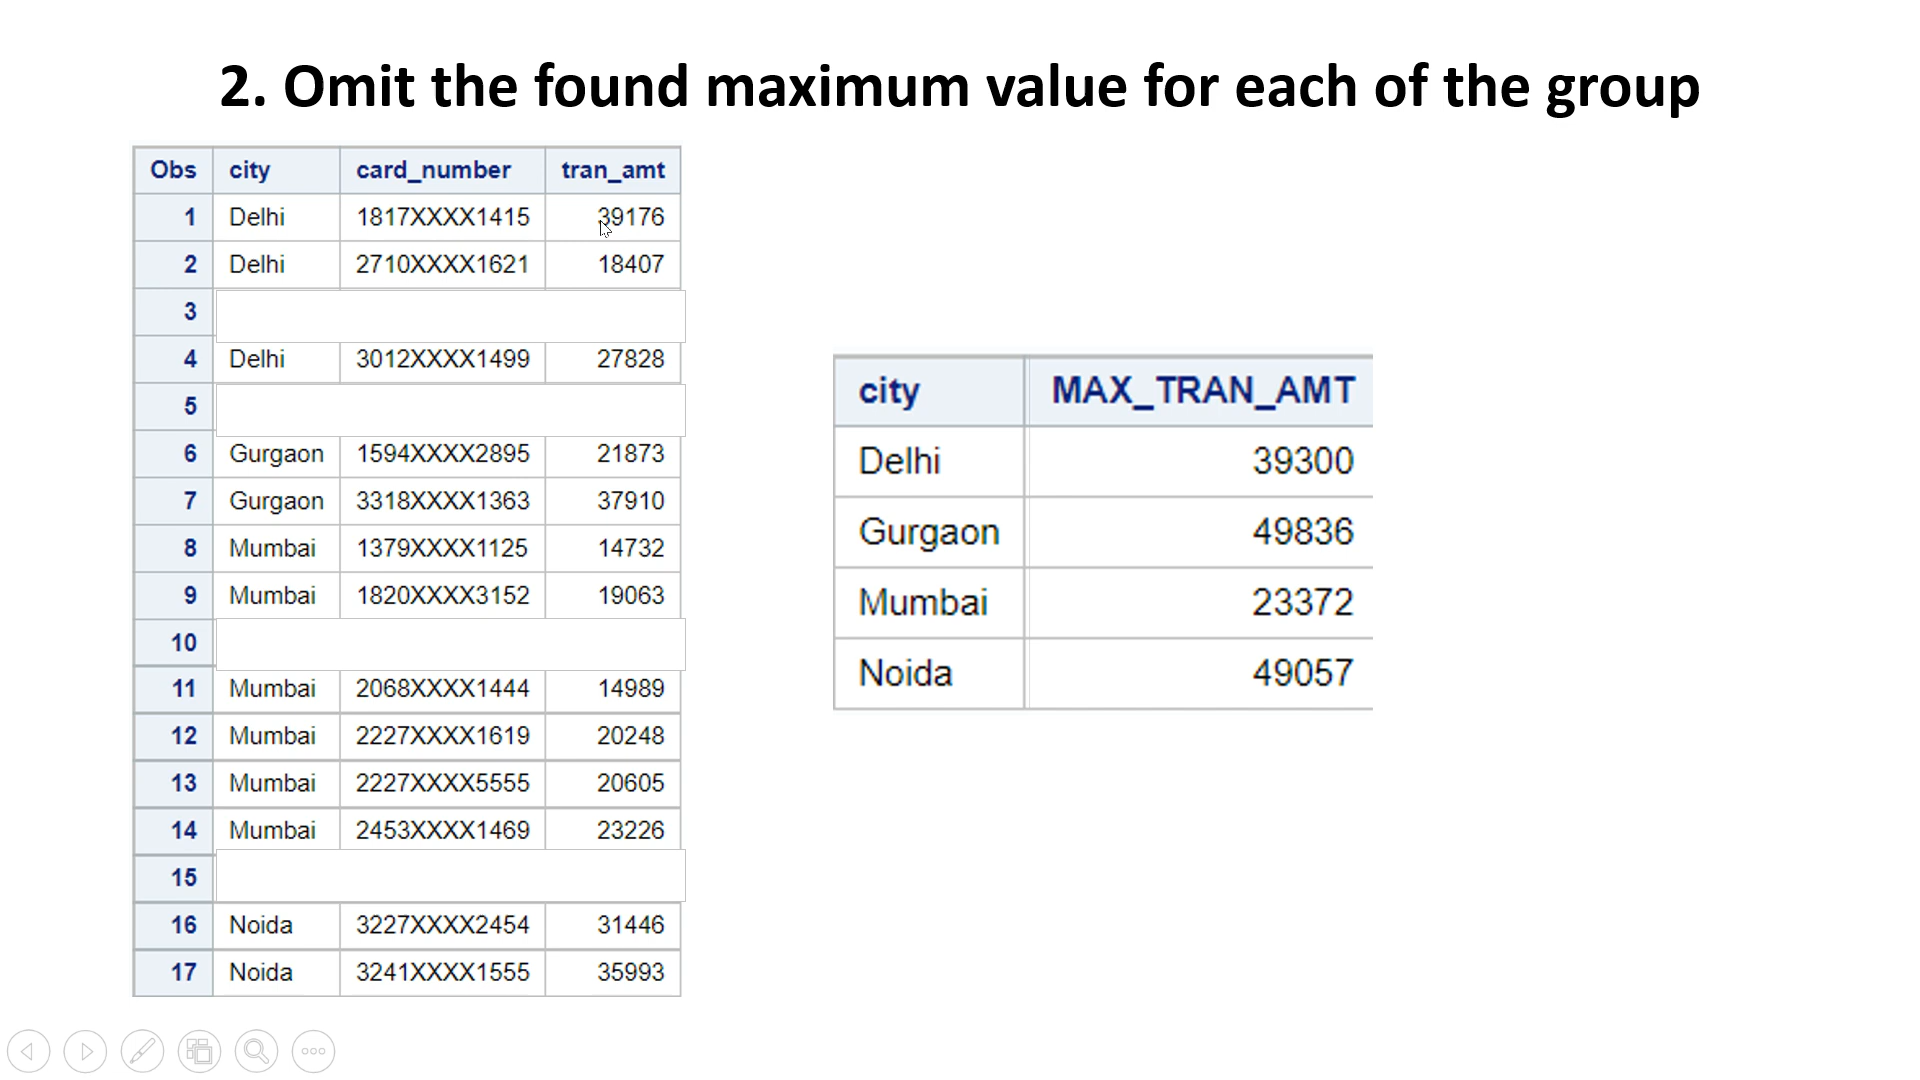 2. Omit the found maximum value for each of the group
Obs city card_number tran_amt
1 Delhi 1817XXXX1415 39176
2 Delhi 2710XXXX1621 18407
3
4 Delhi 3012XXXX1499 27828
5
6 Gurgaon 1594XXXX2895 21873
7 Gurgaon 3318XXXX1363 37910
8 Mumbai 1379XXXX1125 14732
9 Mumbai 1820XXXX3152 19063
10
11 Mumbai 2068XXXX1444 14989
12 Mumbai 2227XXXX1619 20248
13 Mumbai 2227XXXX5555 20605
14 Mumbai 2453XXXX1469 23226
15
16 Noida 3227XXXX2454 31446
17 Noida 3241XXXX1555 35993
city MAX_TRAN_AMT
Delhi 39300
Gurgaon 49836
Mumbai 23372
Noida 49057